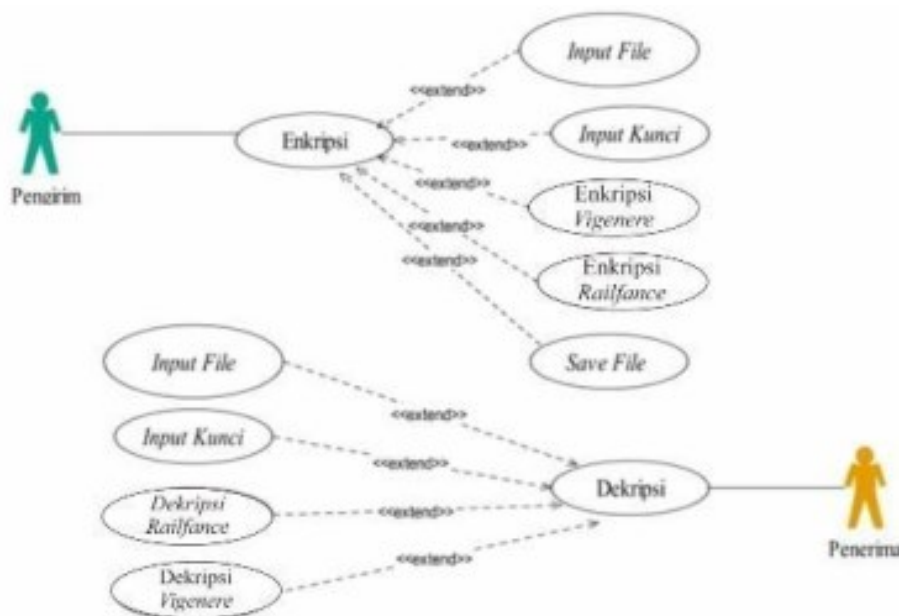 Input File
<<extend>>
Input Kunci
<<extend>>
Enkripsi
Pengirim
<<extend>>
Enkripsi
Vigenere
<<extend>>
<<extend>>
Enkripsi
Railfance
Save File
Input File
<<extend>>
Input Kunci
<<extend>>
Dekripsi
Dekripsi
Railfance
<<extend>>
Penerima
<<extend>>
Dekripsi
Vigenere